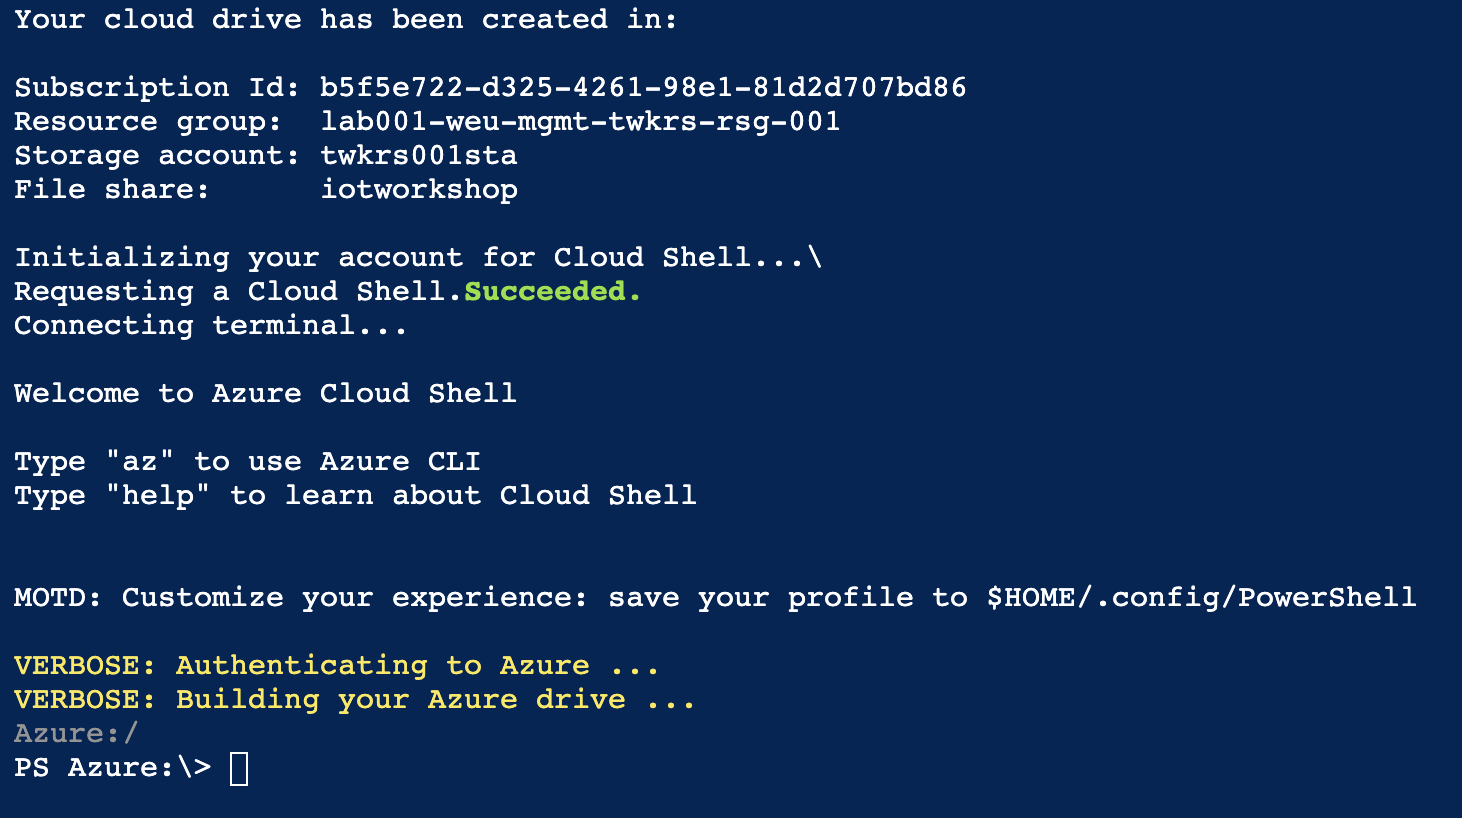 Your cloud drive has been created in:
Subscription Id: b5f5e722-d325-4261-98e1-81d2d707bd86
Resource group:  lab001-weu-mgmt-twkrs-rsg-001
Storage account: twkrs001sta
File share:      iotworkshop
Initializing your account for Cloud Shell...\
Requesting a Cloud Shell.Succeeded.
Connecting terminal...
Welcome to Azure Cloud Shell
Type "az" to use Azure CLI
Type "help" to learn about Cloud Shell
MOTD: Customize your experience: save your profile to $HOME/.config/PowerShell
VERBOSE: Authenticating to Azure ...
VERBOSE: Building your Azure drive ...
Azure:/
PS Azure:\>